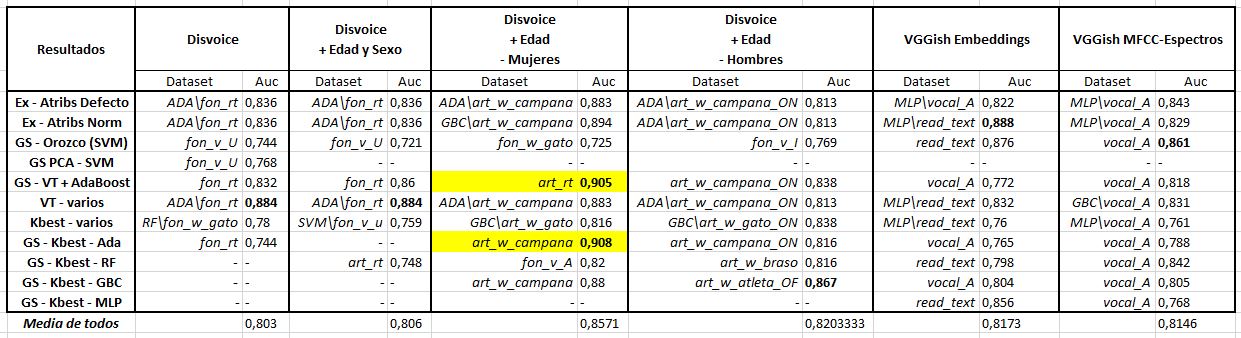 Resultados Disvoice Disvoice + Edad y Sexo Disvoice + Edad - Mujeres Disvoice + Edad - Hombres VGGish Embeddings VGGish MFCC-Espectros
Dataset Auc Dataset Auc Dataset Auc Dataset Auc Dataset Auc Dataset Auc
Ex - Atribs Defecto ADA\fon_rt 0,836 ADA\fon_rt 0,836 ADA\art_w_campana 0,883 ADA\art_w_campana_ON 0,813 MLP\vocal_A 0,822 MLP\vocal_A 0,843
Ex - Atribs Norm ADA\fon_rt 0,836 ADA\fon_rt 0,836 GBC\art_w_campana 0,894 ADA\art_w_campana_ON 0,813 MLP\read_text 0,888 MLP\vocal_A 0,829
GS - Orozco (SVM) fon_v_U 0,744 fon_v_U 0,721 fon_w_gato 0,725 fon_v_I 0,769 read_text 0,876 vocal_A 0,861
GS PCA - SVM fon_v_U 0,768 - - - - - - - - - -
GS - VT + AdaBoost fon_rt 0,832 fon_rt 0,86 art_rt 0,905 art_w_campana_ON 0,838 vocal_A 0,772 vocal_A 0,818
VT - varios ADA\fon_rt 0,884 ADA\fon_rt 0,884 ADA\art_w_campana 0,883 ADA\art_w_campana_ON 0,838 MLP\read_text 0,832 GBC\vocal_A 0,831
Kbest - varios RF\fon_w_gato 0,78 SVM\fon_v_u 0,759 GBC\art_w_gato 0,816 GBC\art_w_gato_ON 0,838 MLP\read_text 0,76 MLP\vocal_A 0,761
GS - Kbest - Ada fon_rt 0,744 - - art_w_campana 0,908 art_w_campana_ON 0,816 vocal_A 0,765 vocal_A 0,788
GS - Kbest - RF - - art_rt 0,748 fon_v_A 0,82 art_w_braso 0,816 read_text 0,798 vocal_A 0,842
GS - Kbest - GBC - - - - art_w_campana 0,88 art_w_atleta_OF 0,867 vocal_A 0,804 vocal_A 0,805
GS - Kbest - MLP - - - - - - - - read_text 0,856 vocal_A 0,768
Media de todos 0,803 0,806 0,8571 0,8203333 0,8173 0,8146